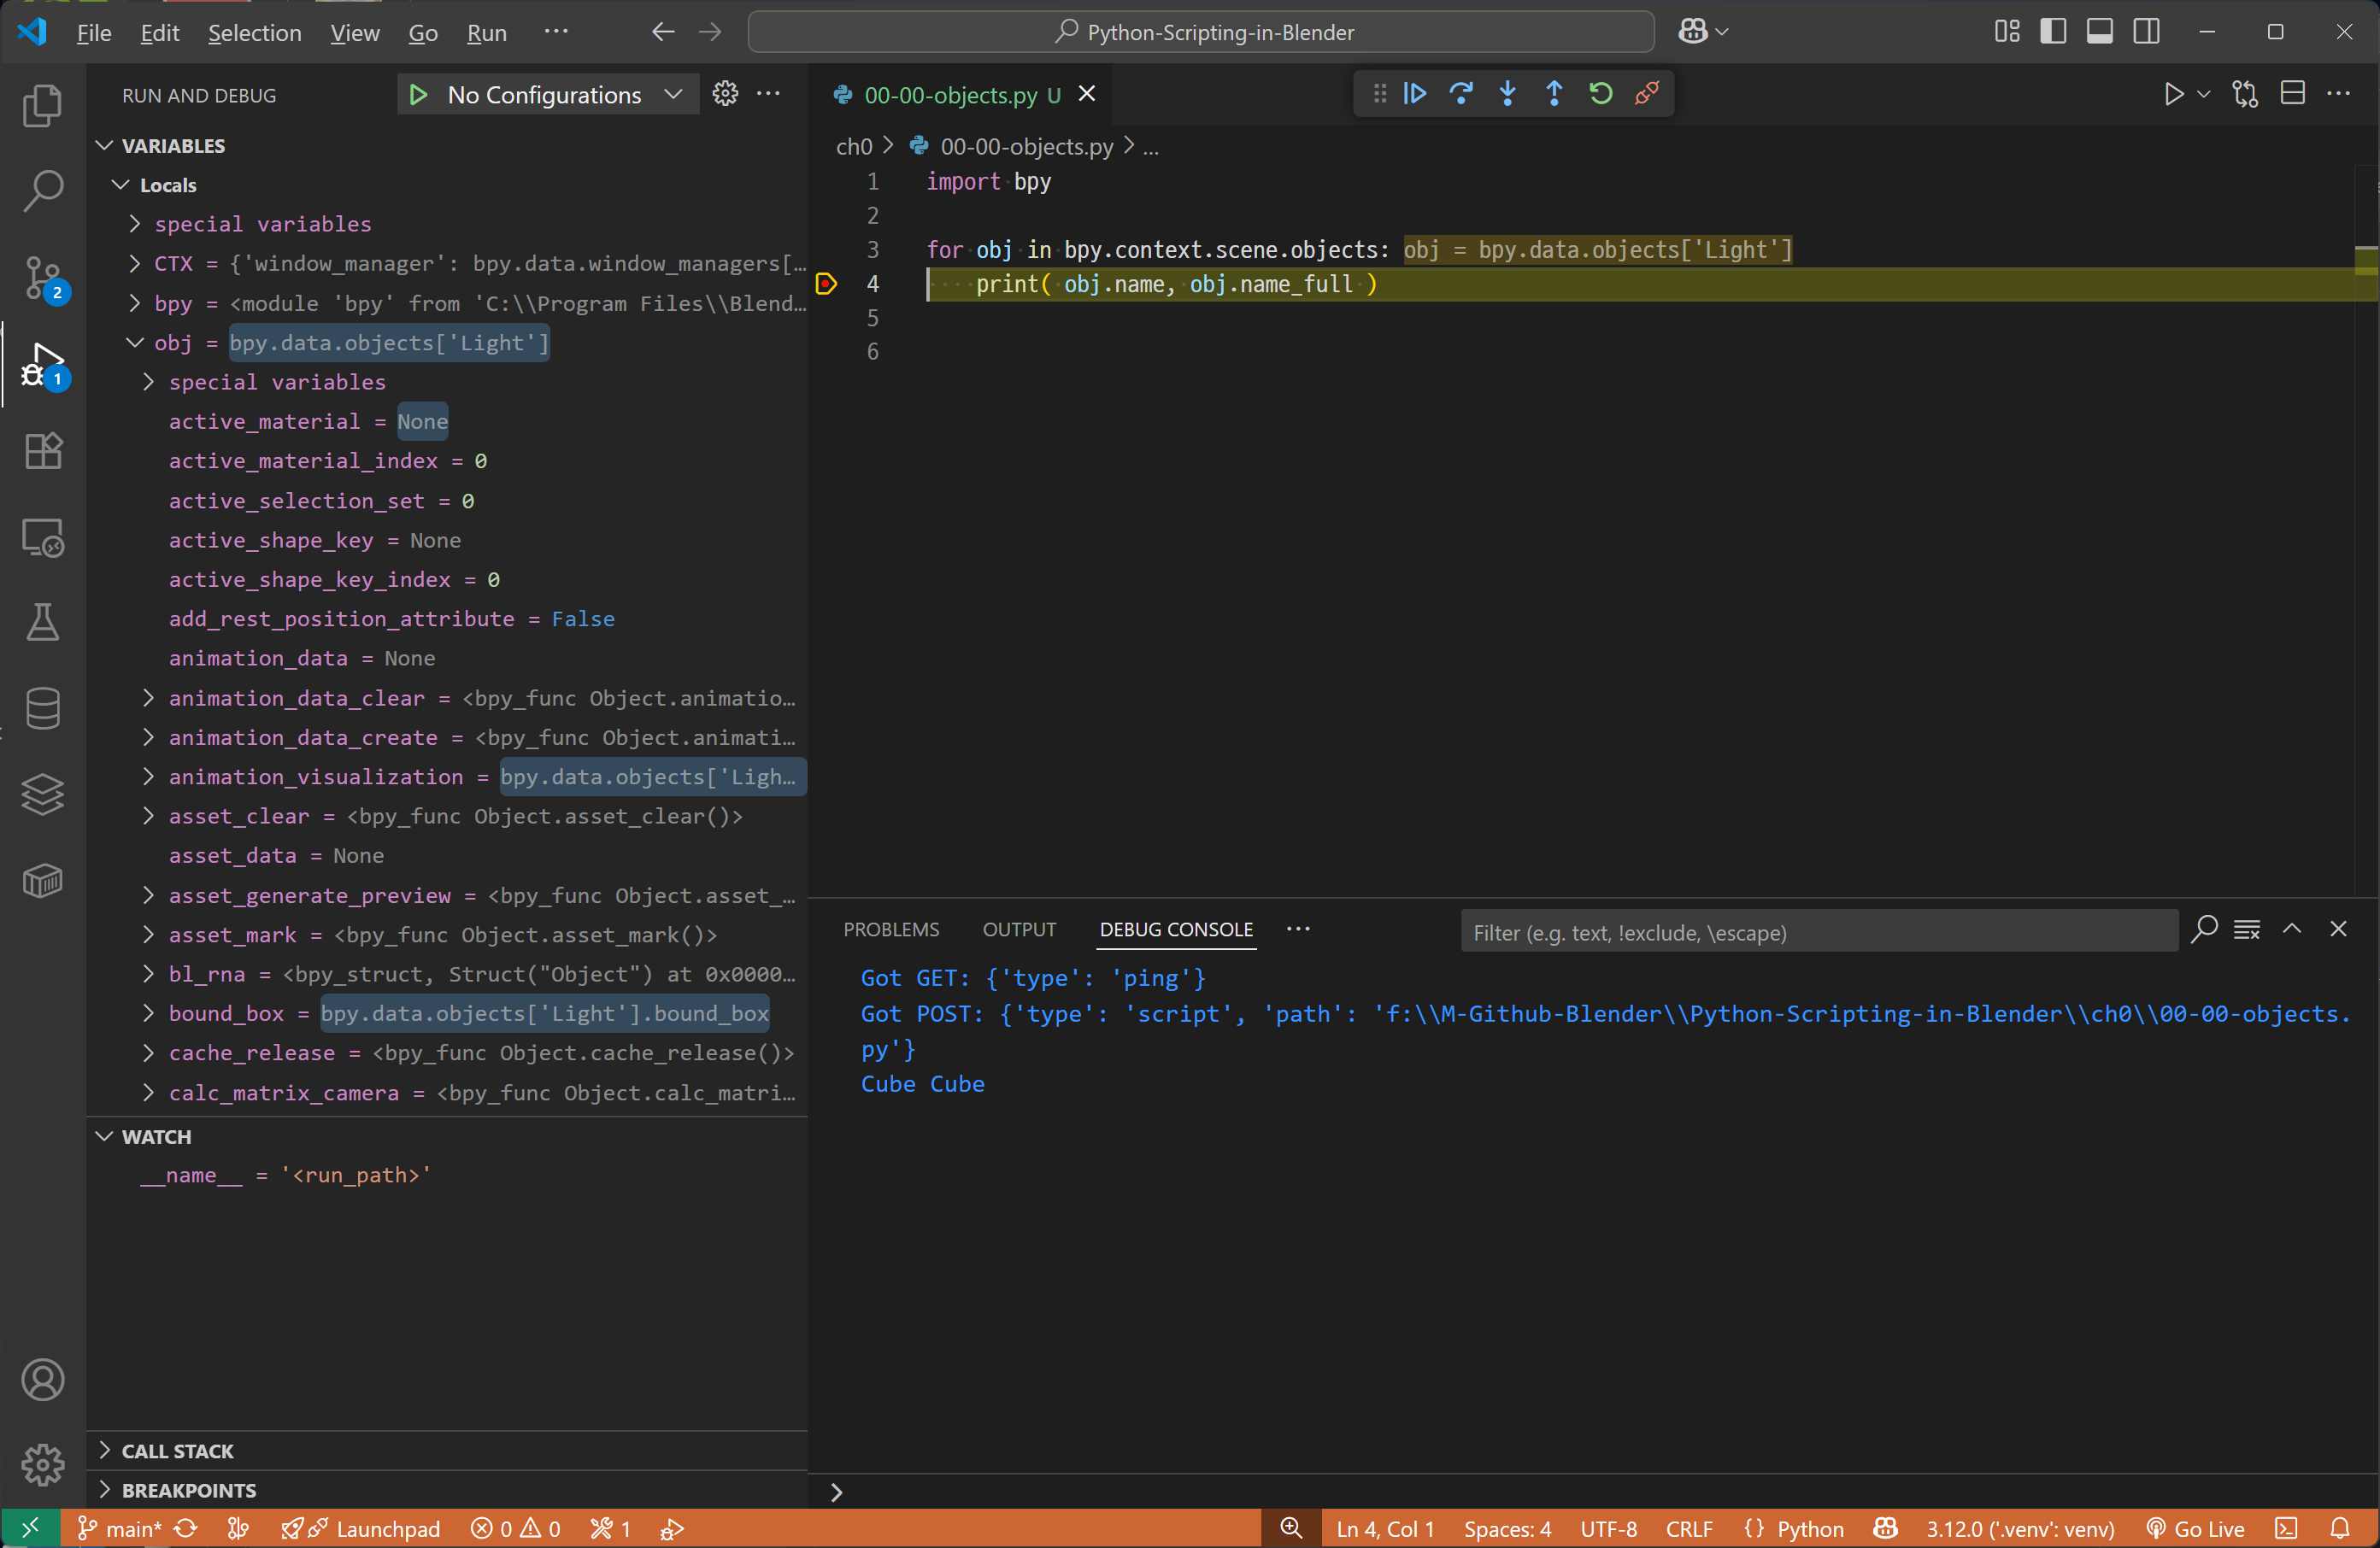 File Edit Selection View Go Run ···
Python-Scripting-in-Blender
RUN AND DEBUG
No Configurations
VARIABLES
Locals
special variables
CTX = {'window_manager': bpy.data.window_managers[…
bpy = <module 'bpy' from 'C:\\Program Files\\Blend…
obj = bpy.data.objects['Light']
special variables
active_material = None
active_material_index = 0
active_selection_set = 0
active_shape_key = None
active_shape_key_index = 0
add_rest_position_attribute = False
animation_data = None
animation_data_clear = <bpy_func Object.animatio…
animation_data_create = <bpy_func Object.animati…
animation_visualization = bpy.data.objects['Ligh…
asset_clear = <bpy_func Object.asset_clear()>
asset_data = None
asset_generate_preview = <bpy_func Object.asset_…
asset_mark = <bpy_func Object.asset_mark()>
bl_rna = <bpy_struct, Struct("Object") at 0x0000…
bound_box = bpy.data.objects['Light'].bound_box
cache_release = <bpy_func Object.cache_release()>
calc_matrix_camera = <bpy_func Object.calc_matri…
WATCH
__name__ = '<run_path>'
CALL STACK
BREAKPOINTS
2
1
00-00-objects.py U
ch0 > 00-00-objects.py > ...
1 import bpy
2
3 for obj in bpy.context.scene.objects: obj = bpy.data.objects['Light']
4 print( obj.name, obj.name_full )
5
6
PROBLEMS OUTPUT DEBUG CONSOLE ···
Filter (e.g. text, !exclude, \escape)
Got GET: {'type': 'ping'}
Got POST: {'type': 'script', 'path': 'f:\\M-Github-Blender\\Python-Scripting-in-Blender\\ch0\\00-00-objects.
py'}
Cube Cube
main* Launchpad 0 0 1 Ln 4, Col 1 Spaces: 4 UTF-8 CRLF {} Python 3.12.0 ('.venv': venv) Go Live